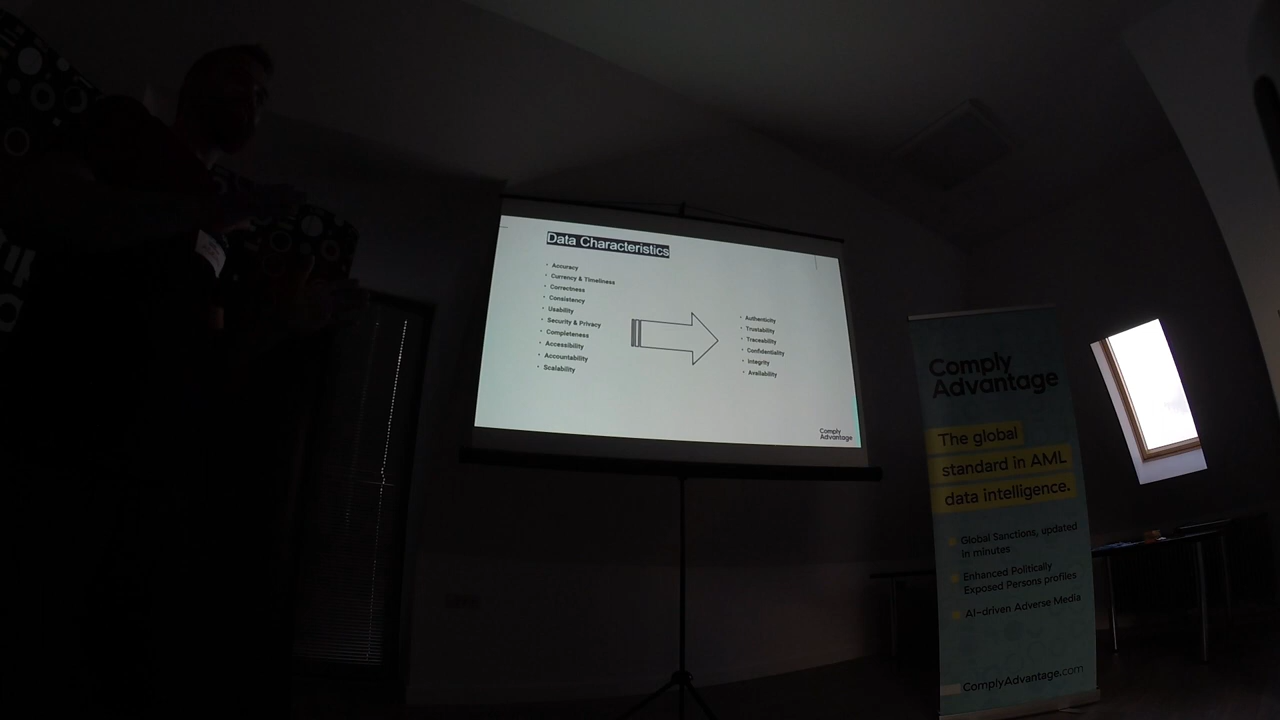 Data Characteristics
• Accuracy
• Currency & Timeliness
• Correctness
• Consistency
• Usability
• Security & Privacy
• Completeness
• Accessibility
• Accountability
• Scalability
• Authenticity
• Trustability
• Traceability
• Confidentiality
• Integrity
• Availability
Comply
Advantage
Comply
Advantage
The global
standard in AML
data intelligence.
Global Sanctions, updated
in minutes
Enhanced Politically
Exposed Persons profiles
AI-driven Adverse Media
ComplyAdvantage.com